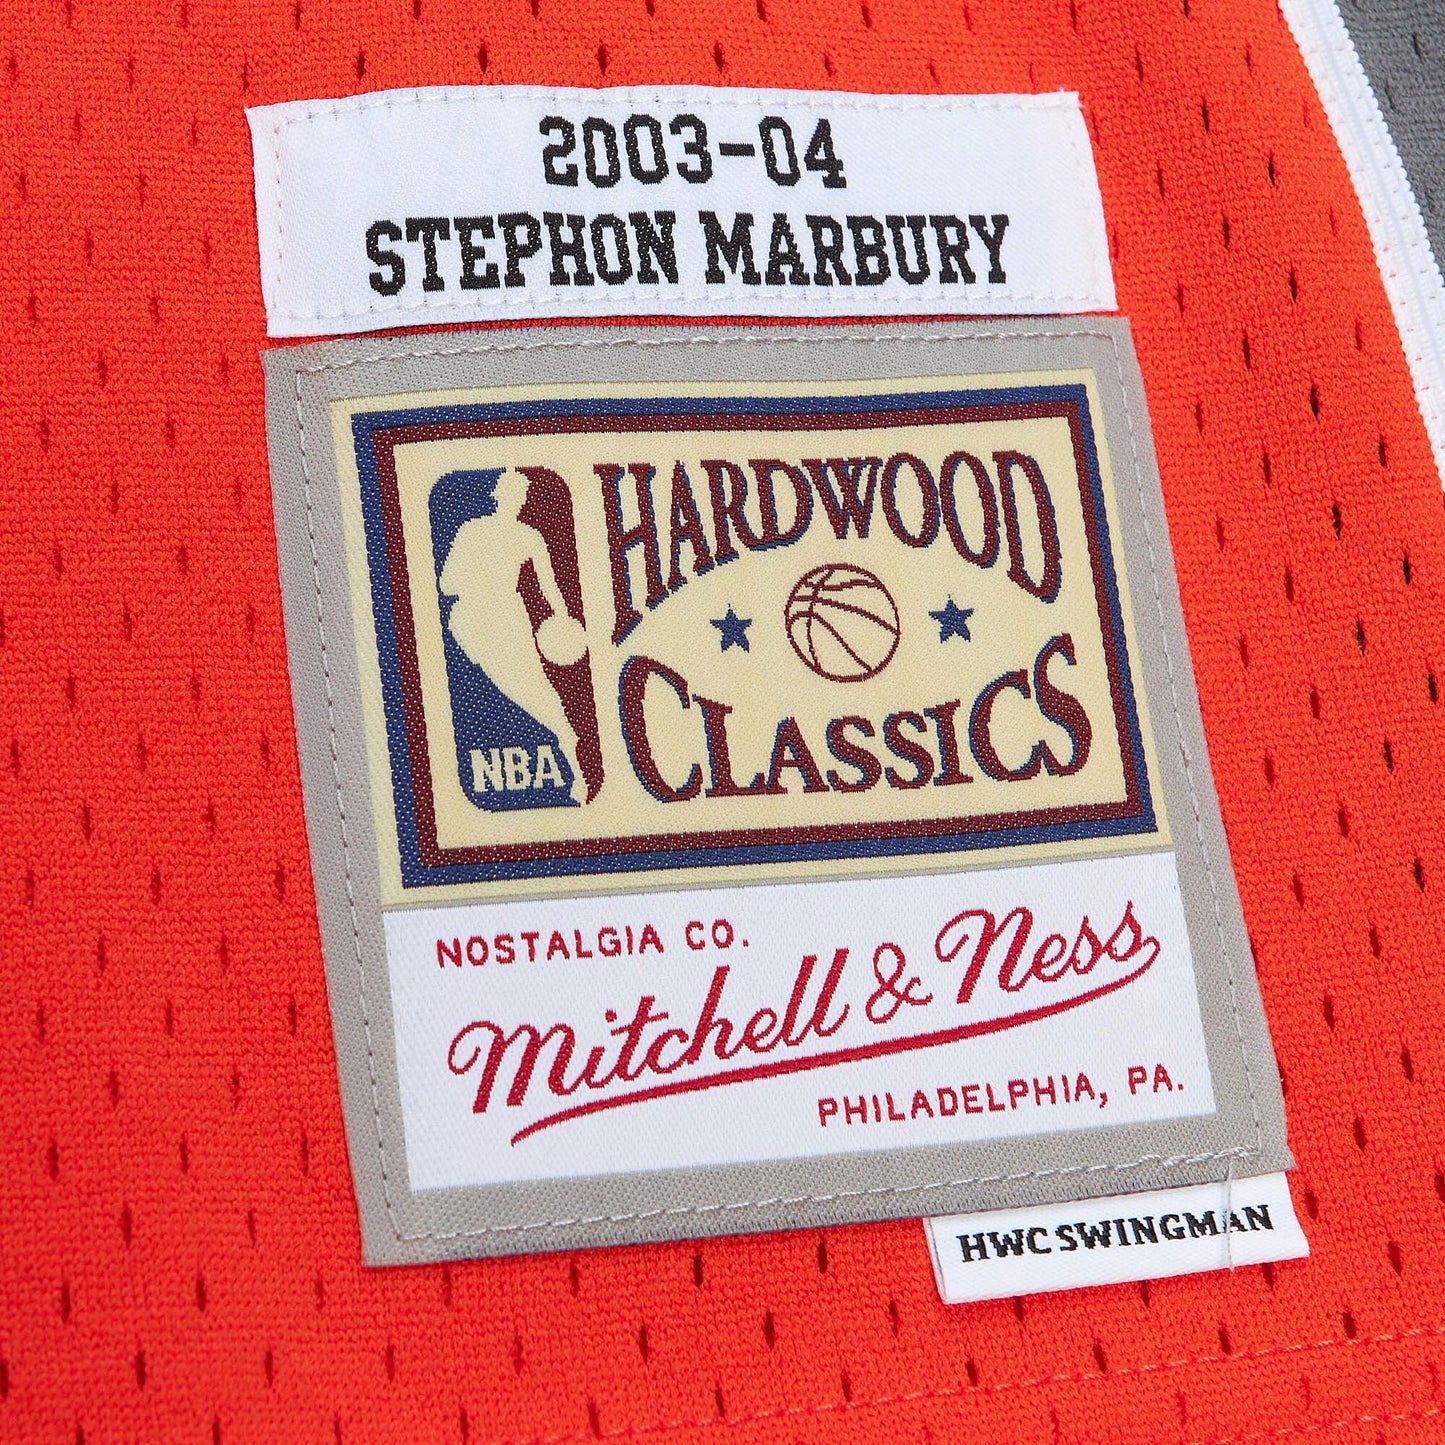 2003-04
STEPHON MARBURY
HARDWOOD
CLASSICS
NBA
NOSTALGIA CO.
Mitchell & Ness
PHILADELPHIA, PA.
HWC SWINGMAN